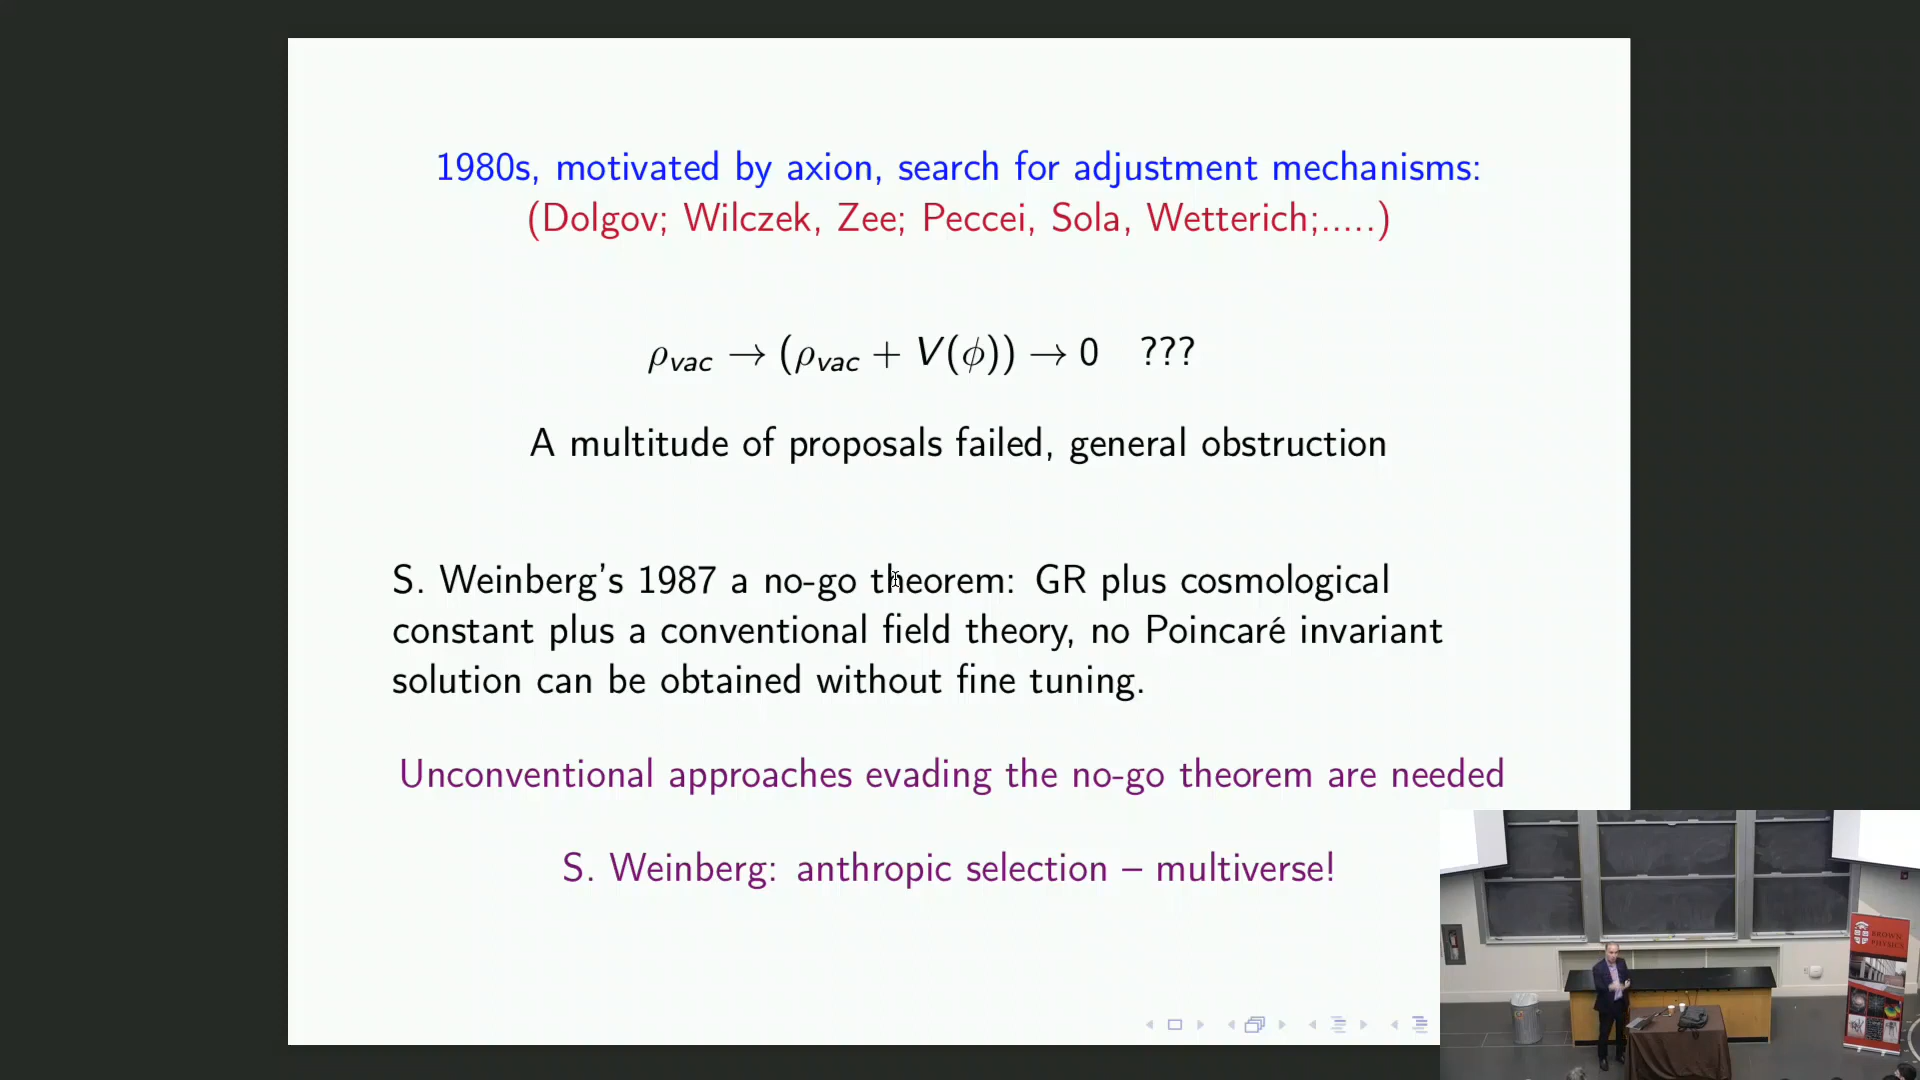 1980s, motivated by axion, search for adjustment mechanisms:
(Dolgov; Wilczek, Zee; Peccei, Sola, Wetterich;.....)
ρvac → (ρvac + V(ϕ)) → 0 ???
A multitude of proposals failed, general obstruction
S. Weinberg's 1987 a no-go theorem: GR plus cosmological
constant plus a conventional field theory, no Poincaré invariant
solution can be obtained without fine tuning.
Unconventional approaches evading the no-go theorem are needed
S. Weinberg: anthropic selection – multiverse!
BROWN
PHYSICS